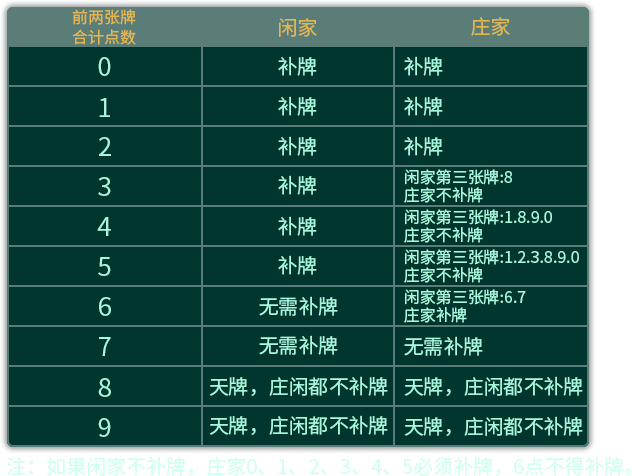 前两张牌
合计点数
闲家
庄家
0
补牌
补牌
1
补牌
补牌
2
补牌
补牌
3
补牌
闲家第三张牌:8
庄家不补牌
4
补牌
闲家第三张牌:1.8.9.0
庄家不补牌
5
补牌
闲家第三张牌:1.2.3.8.9.0
庄家不补牌
6
无需补牌
闲家第三张牌:6.7
庄家补牌
7
无需补牌
无需补牌
8
天牌，庄闲都不补牌
天牌，庄闲都不补牌
9
天牌，庄闲都不补牌
天牌，庄闲都不补牌
注：如果闲家不补牌，庄家0、1、2、3、4、5必须补牌，6点不得补牌。